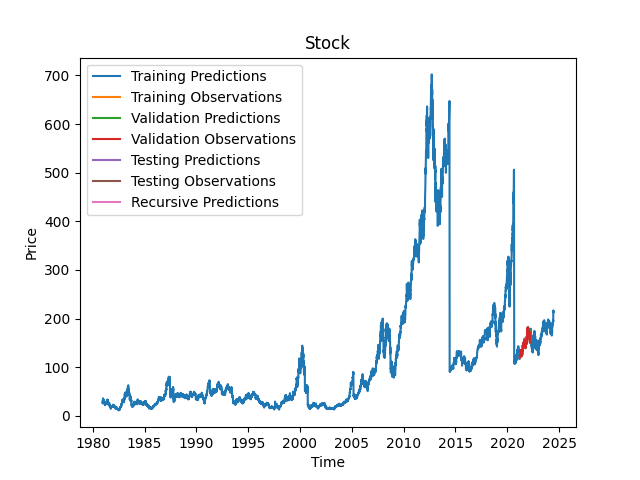 Stock
Training Predictions
Training Observations
Validation Predictions
Validation Observations
Testing Predictions
Testing Observations
Recursive Predictions
700
600
500
400
300
200
100
0
Price
1980 1985 1990 1995 2000 2005 2010 2015 2020 2025
Time